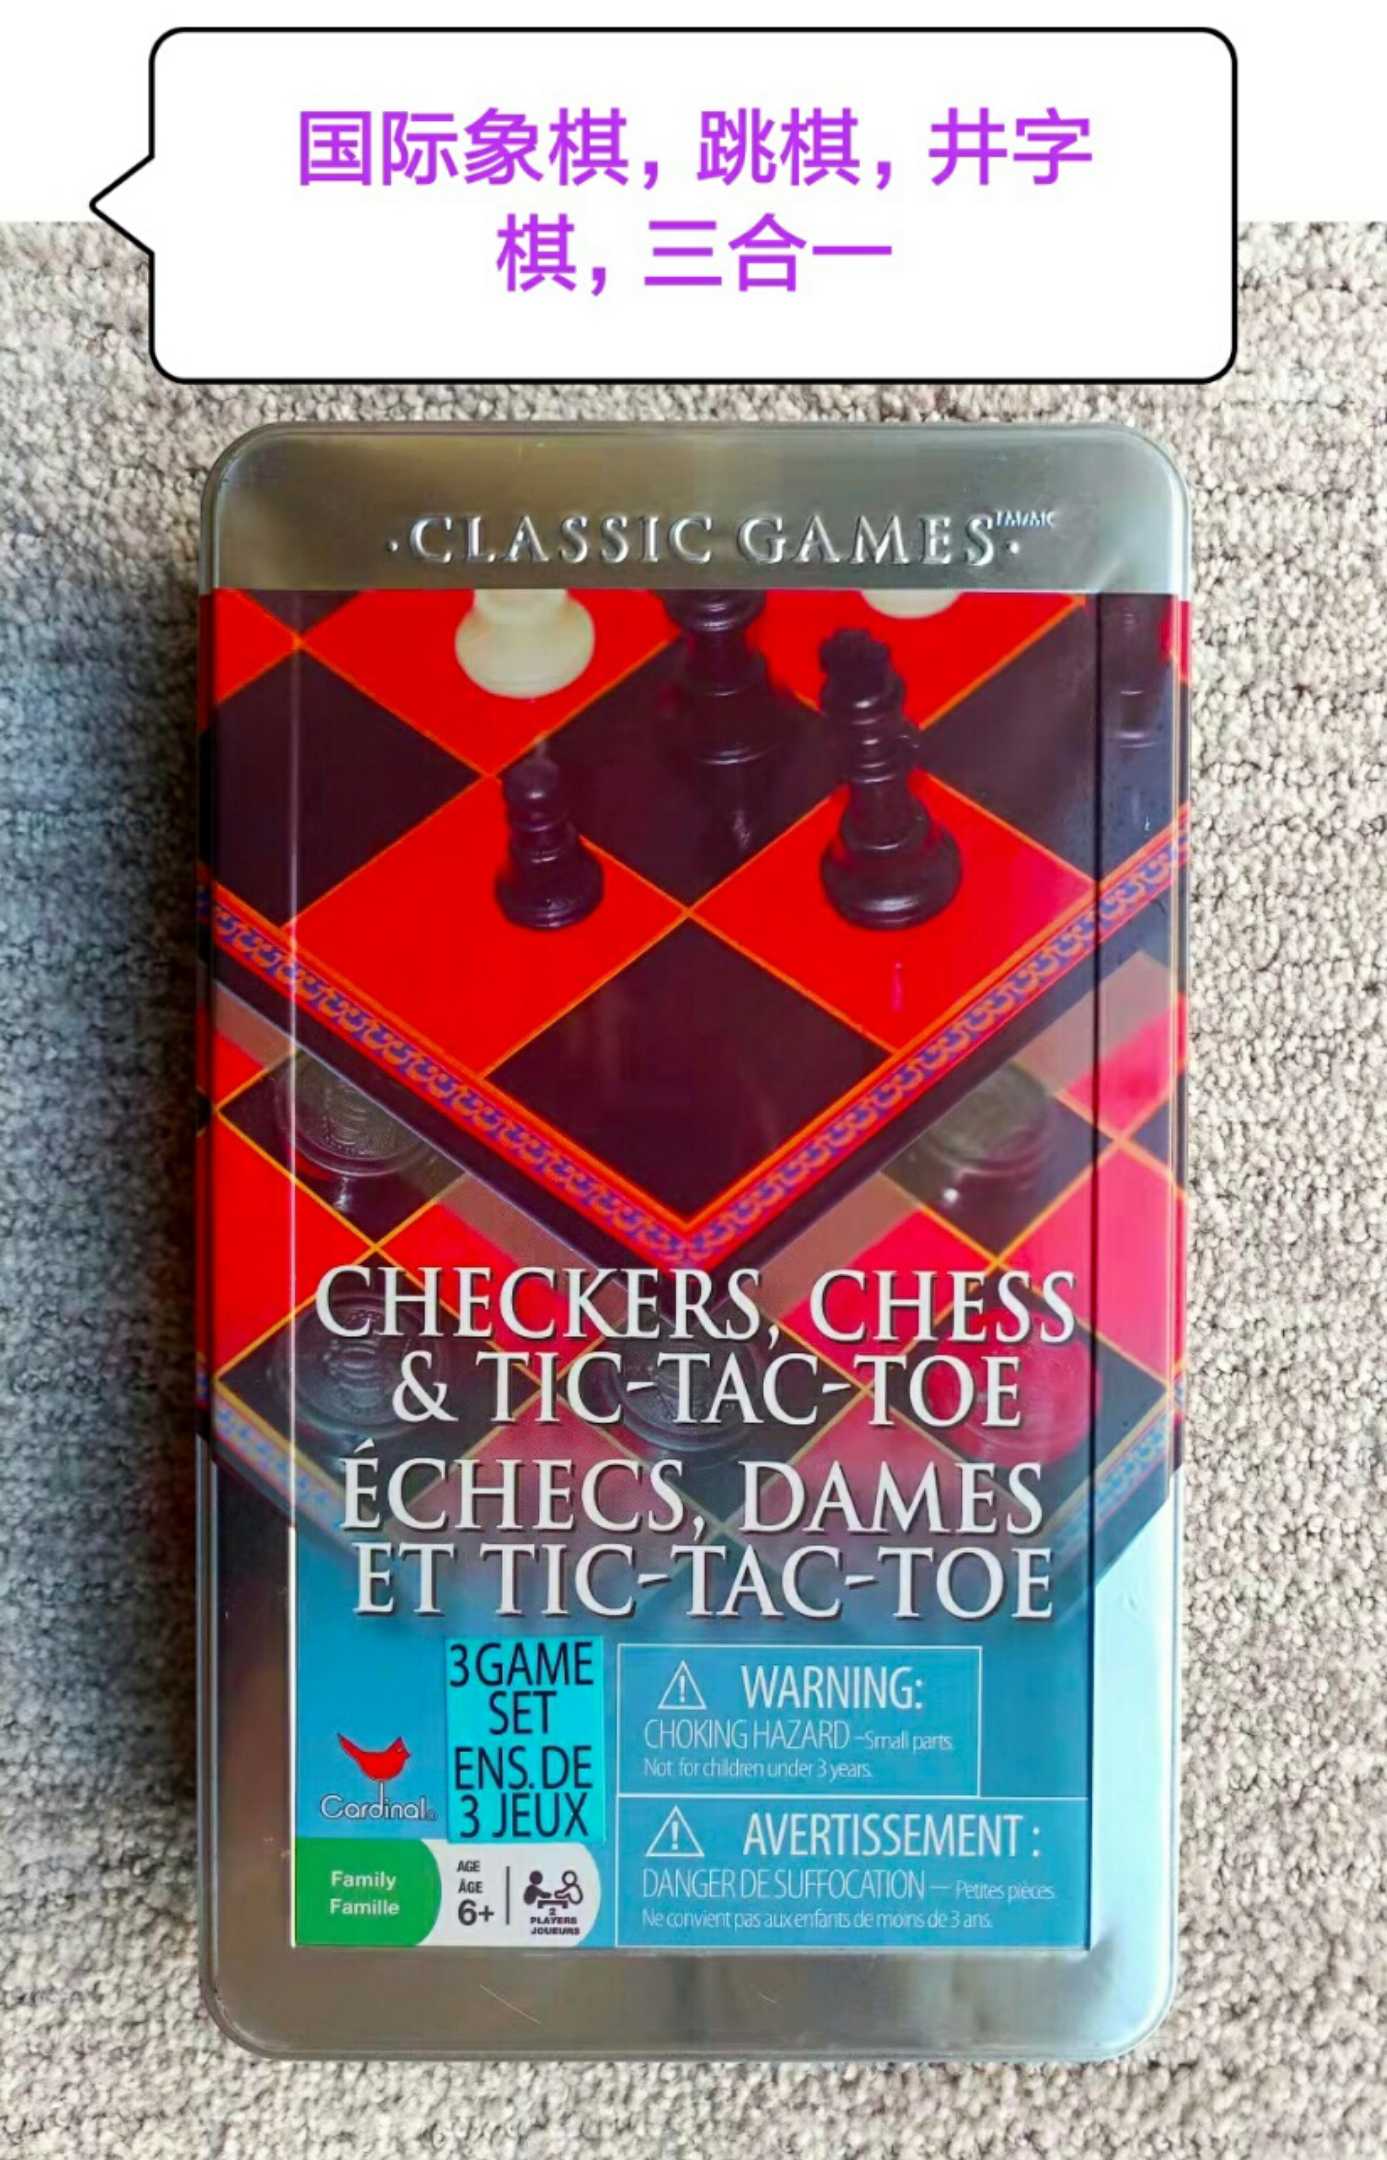 国际象棋，跳棋，井字
棋，三合一
·CLASSIC GAMES™/MC·
CHECKERS, CHESS
& TIC-TAC-TOE
ÉCHECS, DAMES
ET TIC-TAC-TOE
3 GAME
SET
ENS. DE
3 JEUX
Cardinal®
Family
Famille
AGE
ÂGE
6+
2
PLAYERS
JOUEURS
⚠ WARNING:
CHOKING HAZARD –Small parts.
Not for children under 3 years.
⚠ AVERTISSEMENT :
DANGER DE SUFFOCATION — Petites pièces.
Ne convient pas aux enfants de moins de 3 ans.